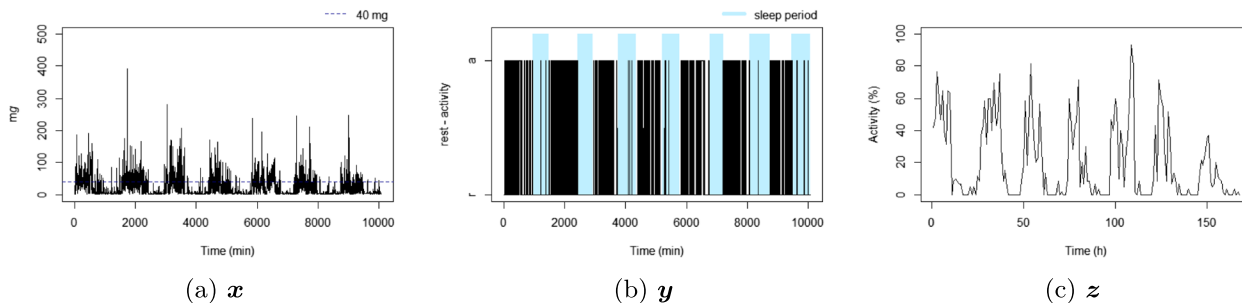 40 mg
500
400
300
200
100
0
mg
0 2000 4000 6000 8000 10000
Time (min)
(a) x
sleep period
a
r
rest - activity
0 2000 4000 6000 8000 10000
Time (min)
(b) y
100
80
60
40
20
0
Activity (%)
0 50 100 150
Time (h)
(c) z